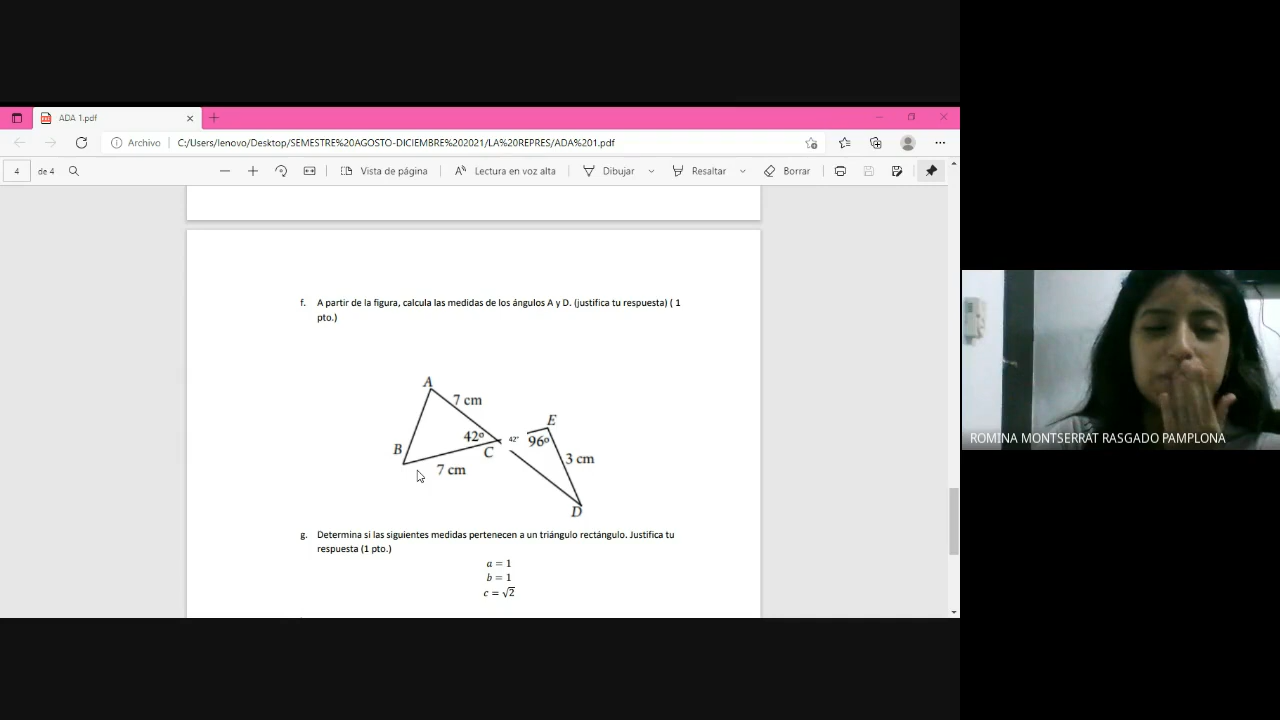 ADA 1.pdf
Archivo C:/Users/lenovo/Desktop/SEMESTRE%20AGOSTO-DICIEMBRE%202021/LA%20REPRES/ADA%201.pdf
4 de 4 Vista de página Lectura en voz alta Dibujar Resaltar Borrar
f. A partir de la figura, calcula las medidas de los ángulos A y D. (justifica tu respuesta) ( 1
pto.)
A
7 cm
E
42º 42° 96º
B C
3 cm
7 cm
D
g. Determina si las siguientes medidas pertenecen a un triángulo rectángulo. Justifica tu
respuesta (1 pto.)
a = 1
b = 1
c = √2
ROMINA MONTSERRAT RASGADO PAMPLONA